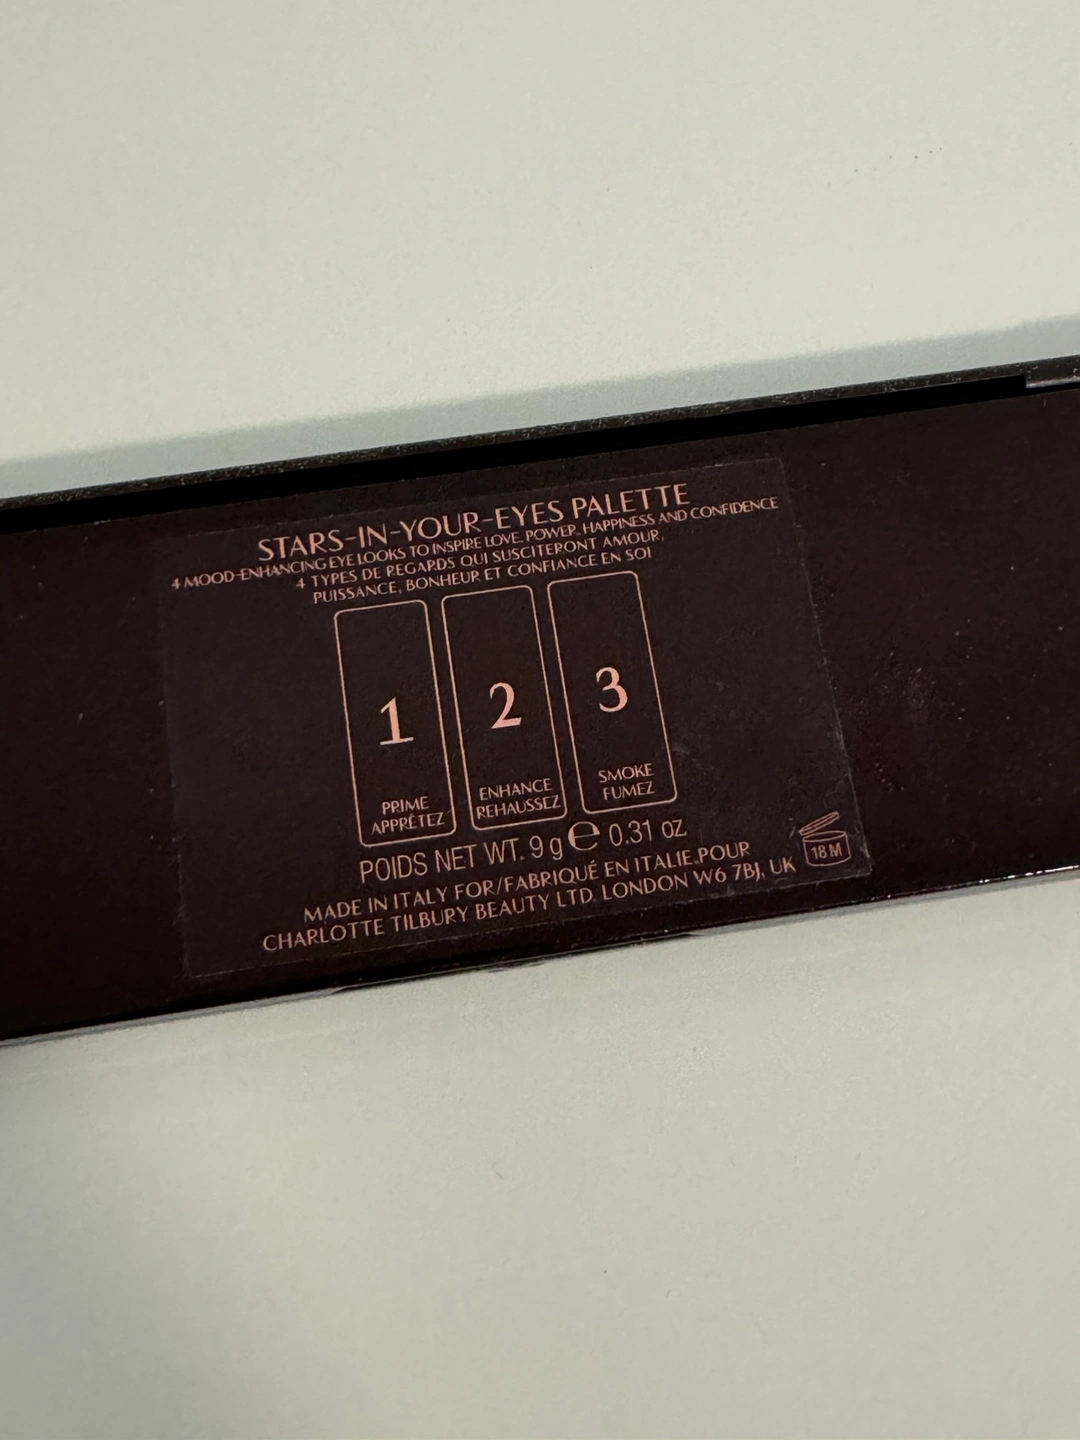 STARS-IN-YOUR-EYES PALETTE
4 MOOD-ENHANCING EYE LOOKS TO INSPIRE LOVE, POWER, HAPPINESS AND CONFIDENCE
4 TYPES DE REGARDS QUI SUSCITERONT AMOUR,
PUISSANCE, BONHEUR ET CONFIANCE EN SOI
1
2
3
PRIME
APPRÊTEZ
ENHANCE
REHAUSSEZ
SMOKE
FUMEZ
POIDS NET WT. 9 g ℮ 0.31 oz.
MADE IN ITALY FOR/FABRIQUÉ EN ITALIE POUR
CHARLOTTE TILBURY BEAUTY LTD. LONDON W6 7BJ, UK
18 M